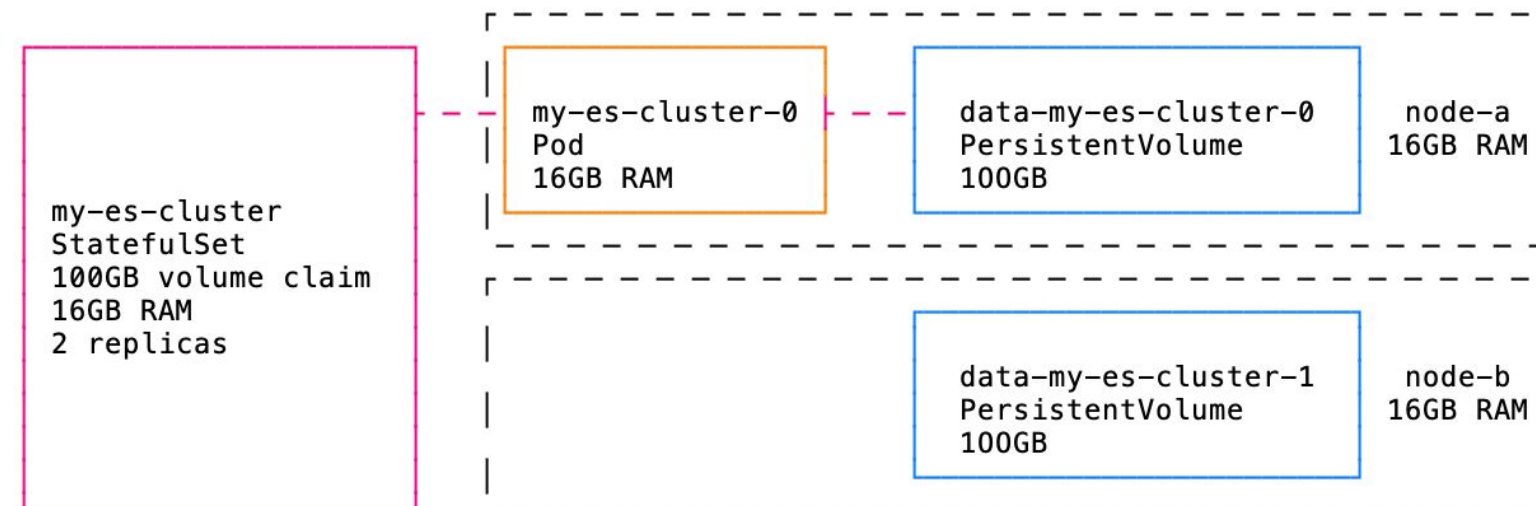 my-es-cluster
StatefulSet
100GB volume claim
16GB RAM
2 replicas
my-es-cluster-0
Pod
16GB RAM
data-my-es-cluster-0
PersistentVolume
100GB
node-a
16GB RAM
data-my-es-cluster-1
PersistentVolume
100GB
node-b
16GB RAM